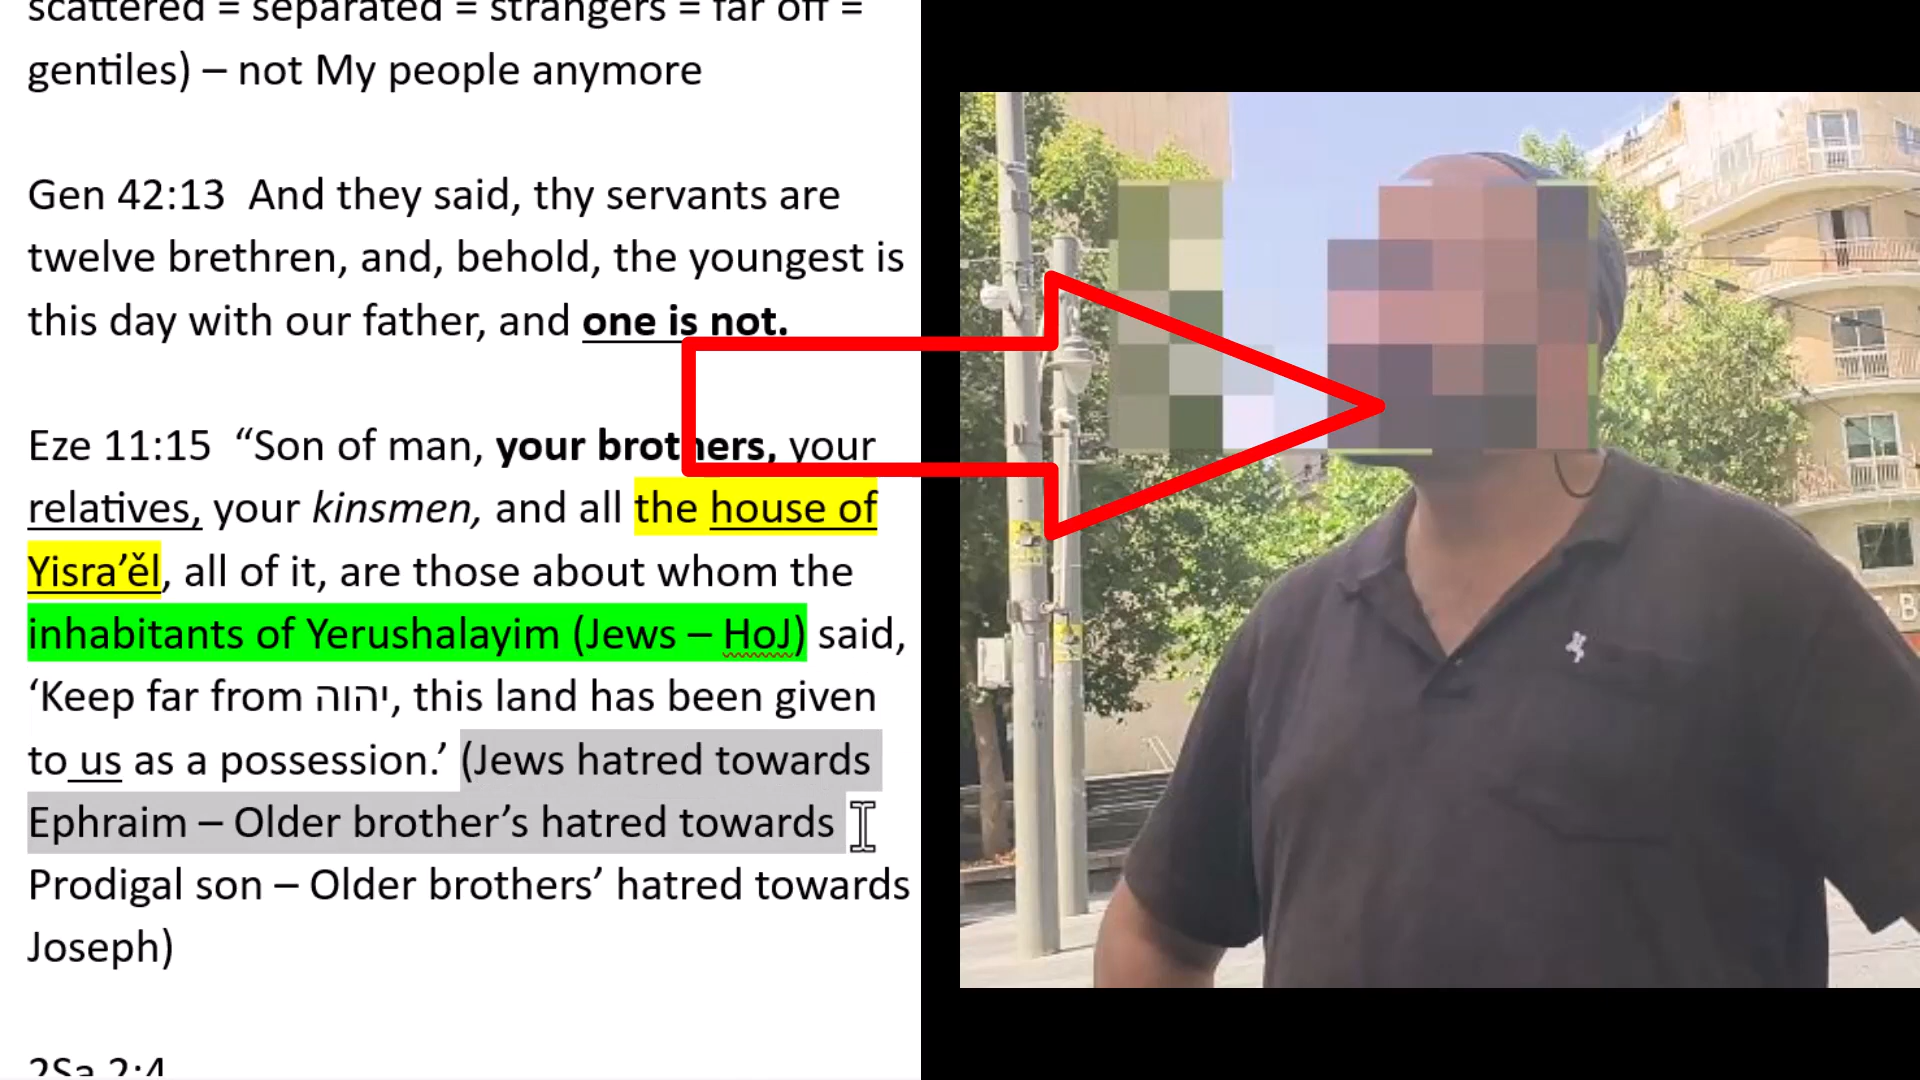 scattered = separated = strangers = far off =
gentiles) – not My people anymore
Gen 42:13  And they said, thy servants are
twelve brethren, and, behold, the youngest is
this day with our father, and one is not.
Eze 11:15  “Son of man, your brothers, your
relatives, your kinsmen, and all the house of
Yisra’ěl, all of it, are those about whom the
inhabitants of Yerushalayim (Jews – HoJ) said,
‘Keep far from יהוה, this land has been given
to us as a possession.’ (Jews hatred towards
Ephraim – Older brother’s hatred towards
Prodigal son – Older brothers’ hatred towards
Joseph)
2Sa 2:4
B